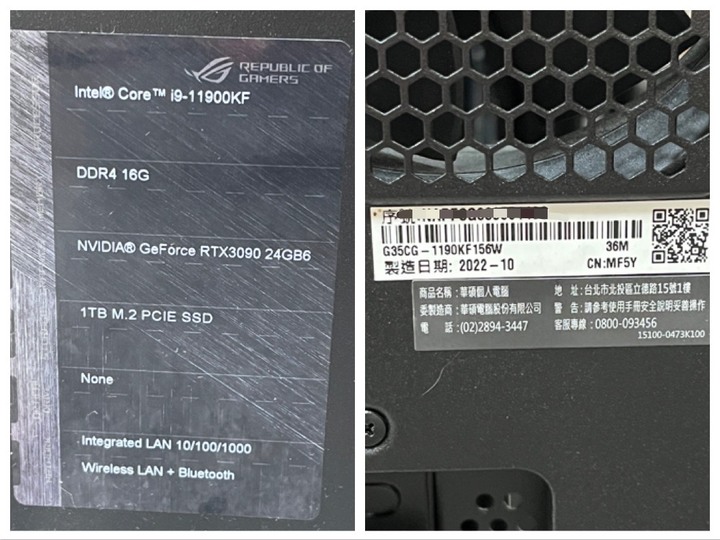 REPUBLIC OF
GAMERS
Intel® Core™ i9-11900KF
DDR4 16G
NVIDIA® GeForce RTX3090 24GB6
1TB M.2 PCIE SSD
None
Integrated LAN 10/100/1000
Wireless LAN + Bluetooth
G35CG-1190KF156W 36M
製造日期: 2022-10 CN:MF5Y
商品名稱:華碩個人電腦 地 址:台北市北投區立德路15號1樓
委製造商:華碩電腦股份有限公司 警 告:請參考使用手冊安全說明妥善操作
電 話:(02)2894-3447 客服專線:0800-093456
15100-0473K100